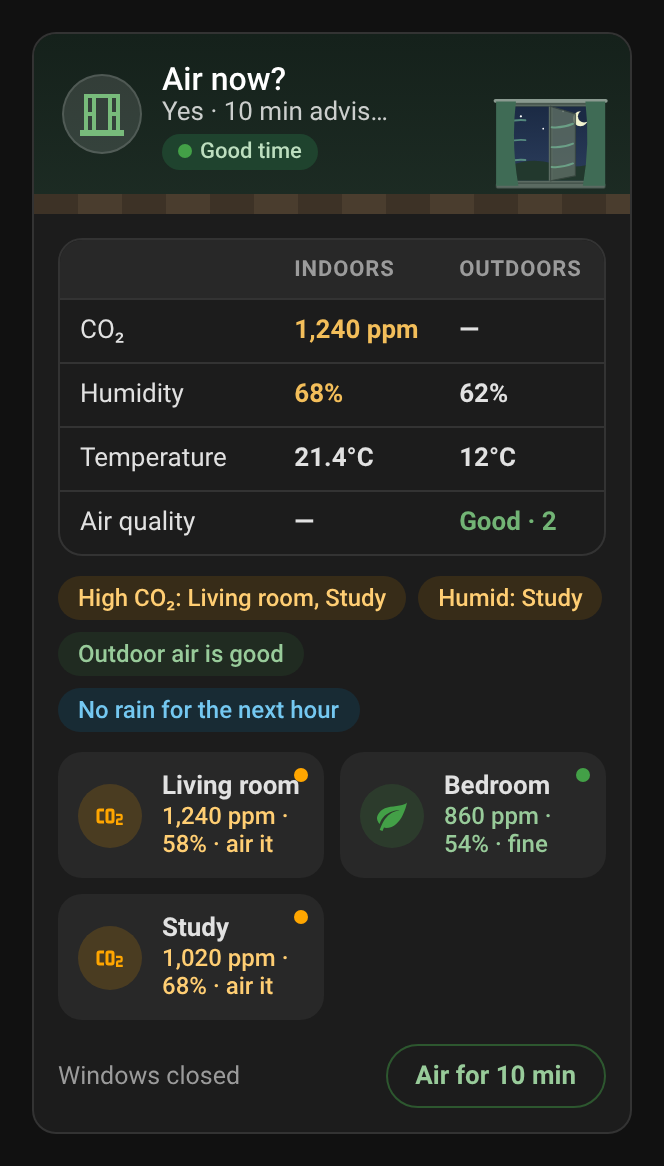 Air now?
Yes · 10 min advis…
Good time
INDOORS OUTDOORS
CO₂ 1,240 ppm –
Humidity 68% 62%
Temperature 21.4°C 12°C
Air quality – Good · 2
High CO₂: Living room, Study Humid: Study
Outdoor air is good
No rain for the next hour
CO₂ Living room
1,240 ppm ·
58% · air it
Bedroom
860 ppm ·
54% · fine
CO₂ Study
1,020 ppm ·
68% · air it
Windows closed Air for 10 min